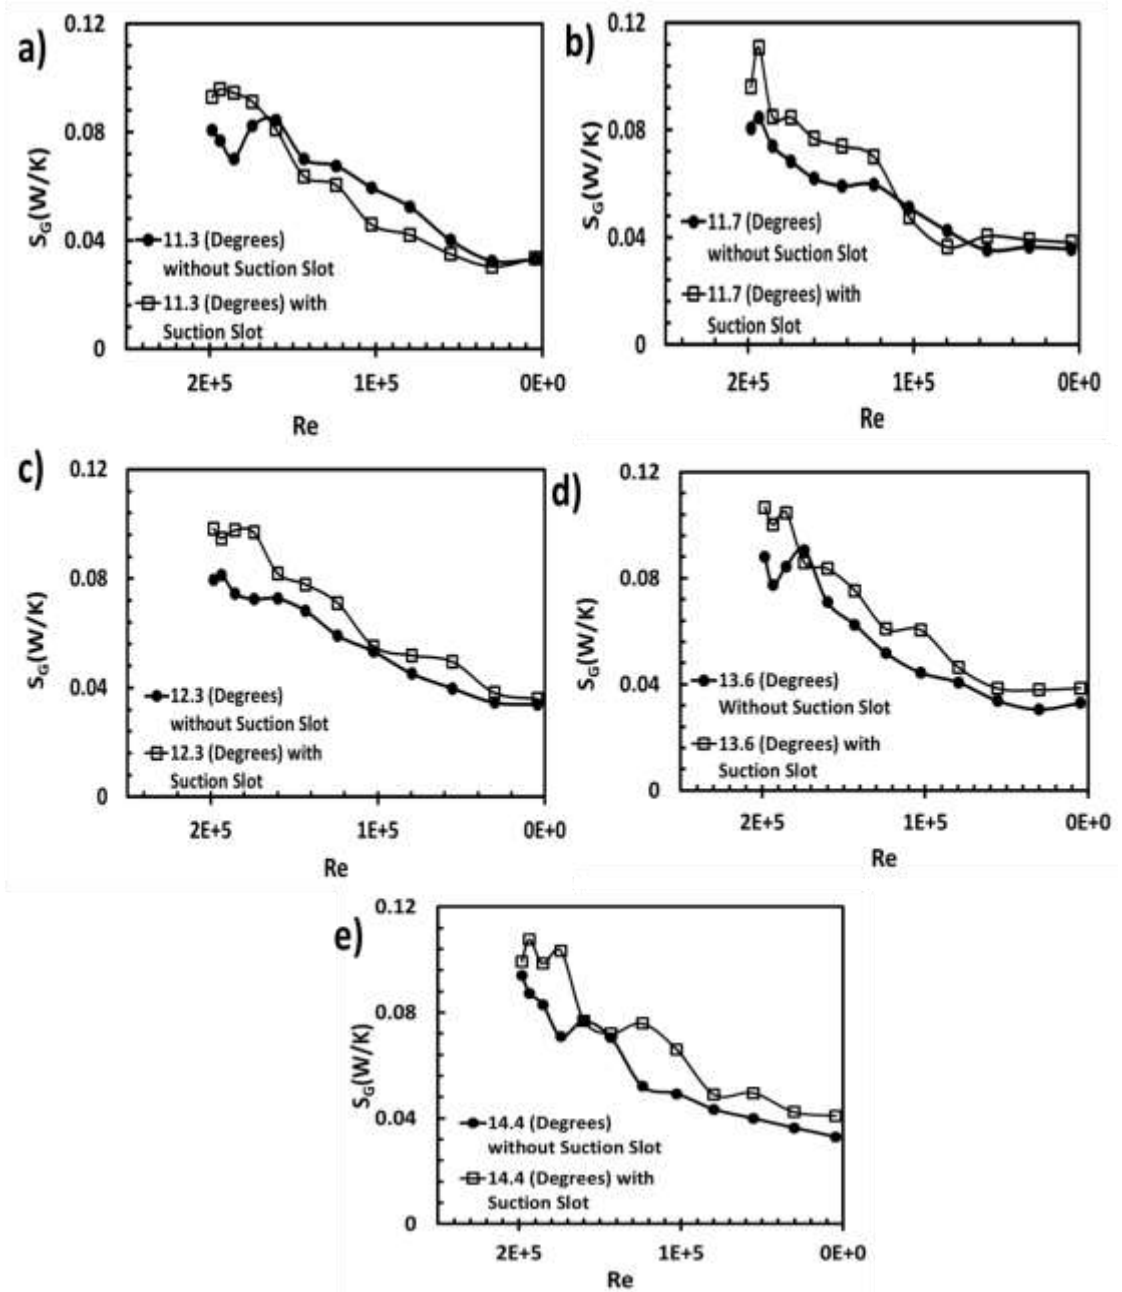 a)
0.12
0.08
0.04
0
S_G(W/K)
11.3 (Degrees)
without Suction Slot
11.3 (Degrees) with
Suction Slot
2E+5
1E+5
0E+0
Re
b)
0.12
0.08
0.04
0
S_G(W/K)
11.7 (Degrees)
without Suction Slot
11.7 (Degrees) with
Suction Slot
2E+5
1E+5
0E+0
Re
c)
0.12
0.08
0.04
0
S_G(W/K)
12.3 (Degrees)
without Suction Slot
12.3 (Degrees) with
Suction Slot
2E+5
1E+5
0E+0
Re
d)
0.12
0.08
0.04
0
S_G(W/K)
13.6 (Degrees)
Without Suction Slot
13.6 (Degrees) with
Suction Slot
2E+5
1E+5
0E+0
Re
e)
0.12
0.08
0.04
0
S_G(W/K)
14.4 (Degrees)
without Suction Slot
14.4 (Degrees) with
Suction Slot
2E+5
1E+5
0E+0
Re